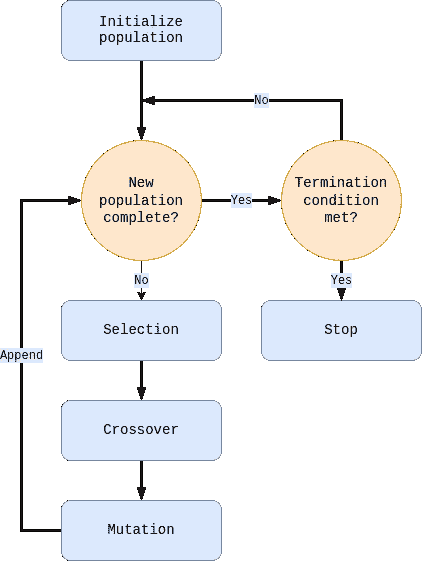 Initialize
population
No
New
population
complete?
Yes
Termination
condition
met?
No
Yes
Selection
Stop
Append
Crossover
Mutation